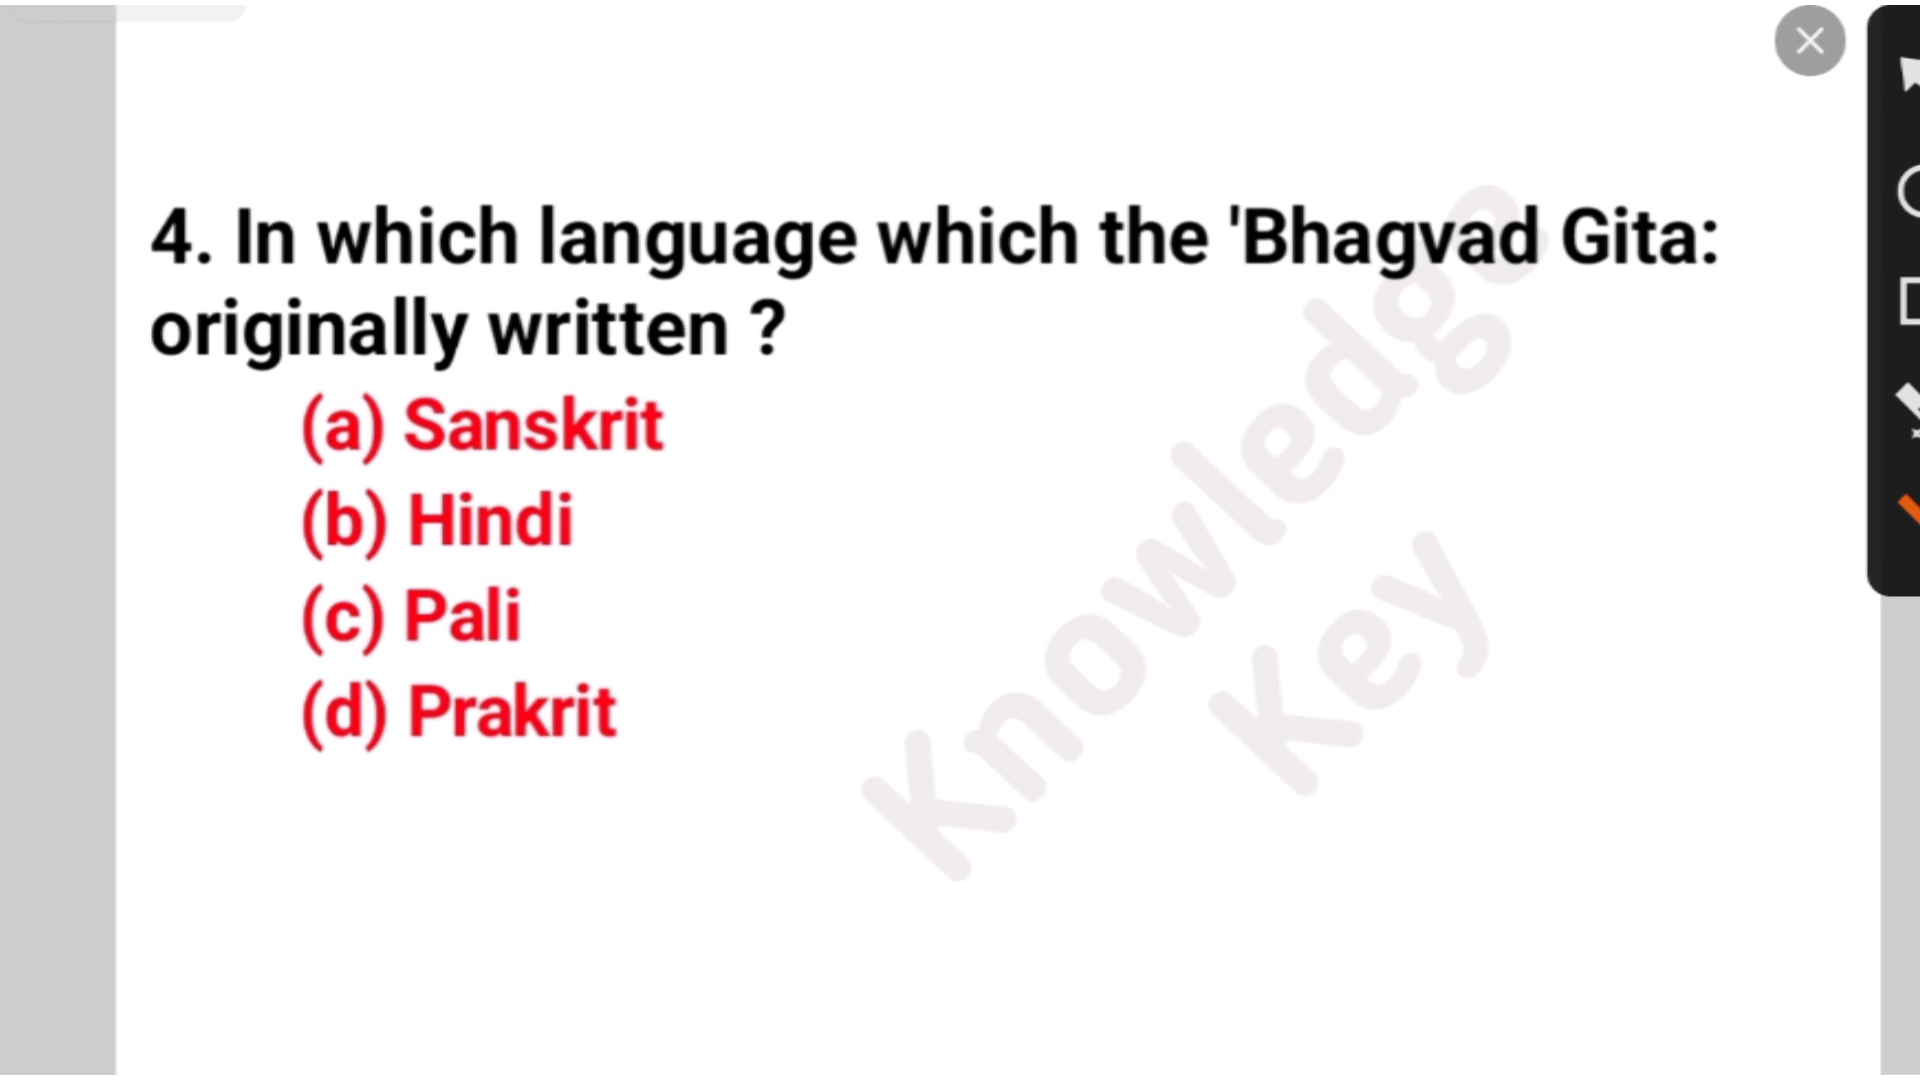 4. In which language which the 'Bhagvad Gita:
originally written ?
(a) Sanskrit
(b) Hindi
(c) Pali
(d) Prakrit
Knowledge
Key